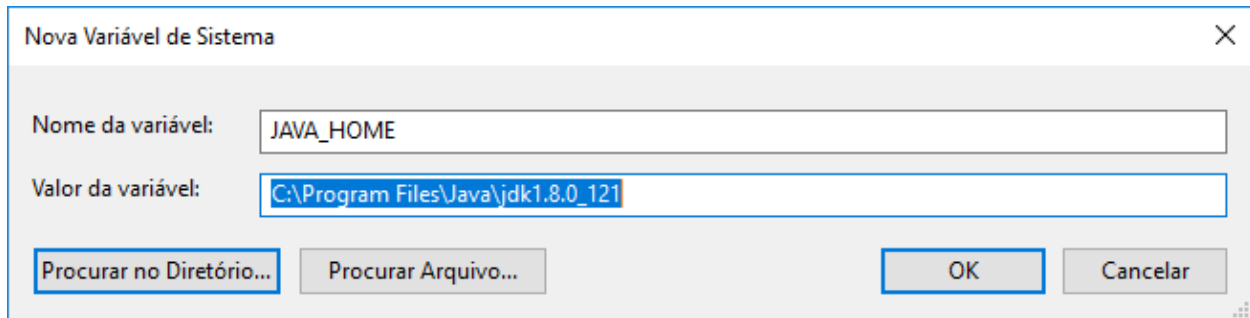 Nova Variável de Sistema
Nome da variável: JAVA_HOME
Valor da variável: C:\Program Files\Java\jdk1.8.0_121
Procurar no Diretório... Procurar Arquivo... OK Cancelar